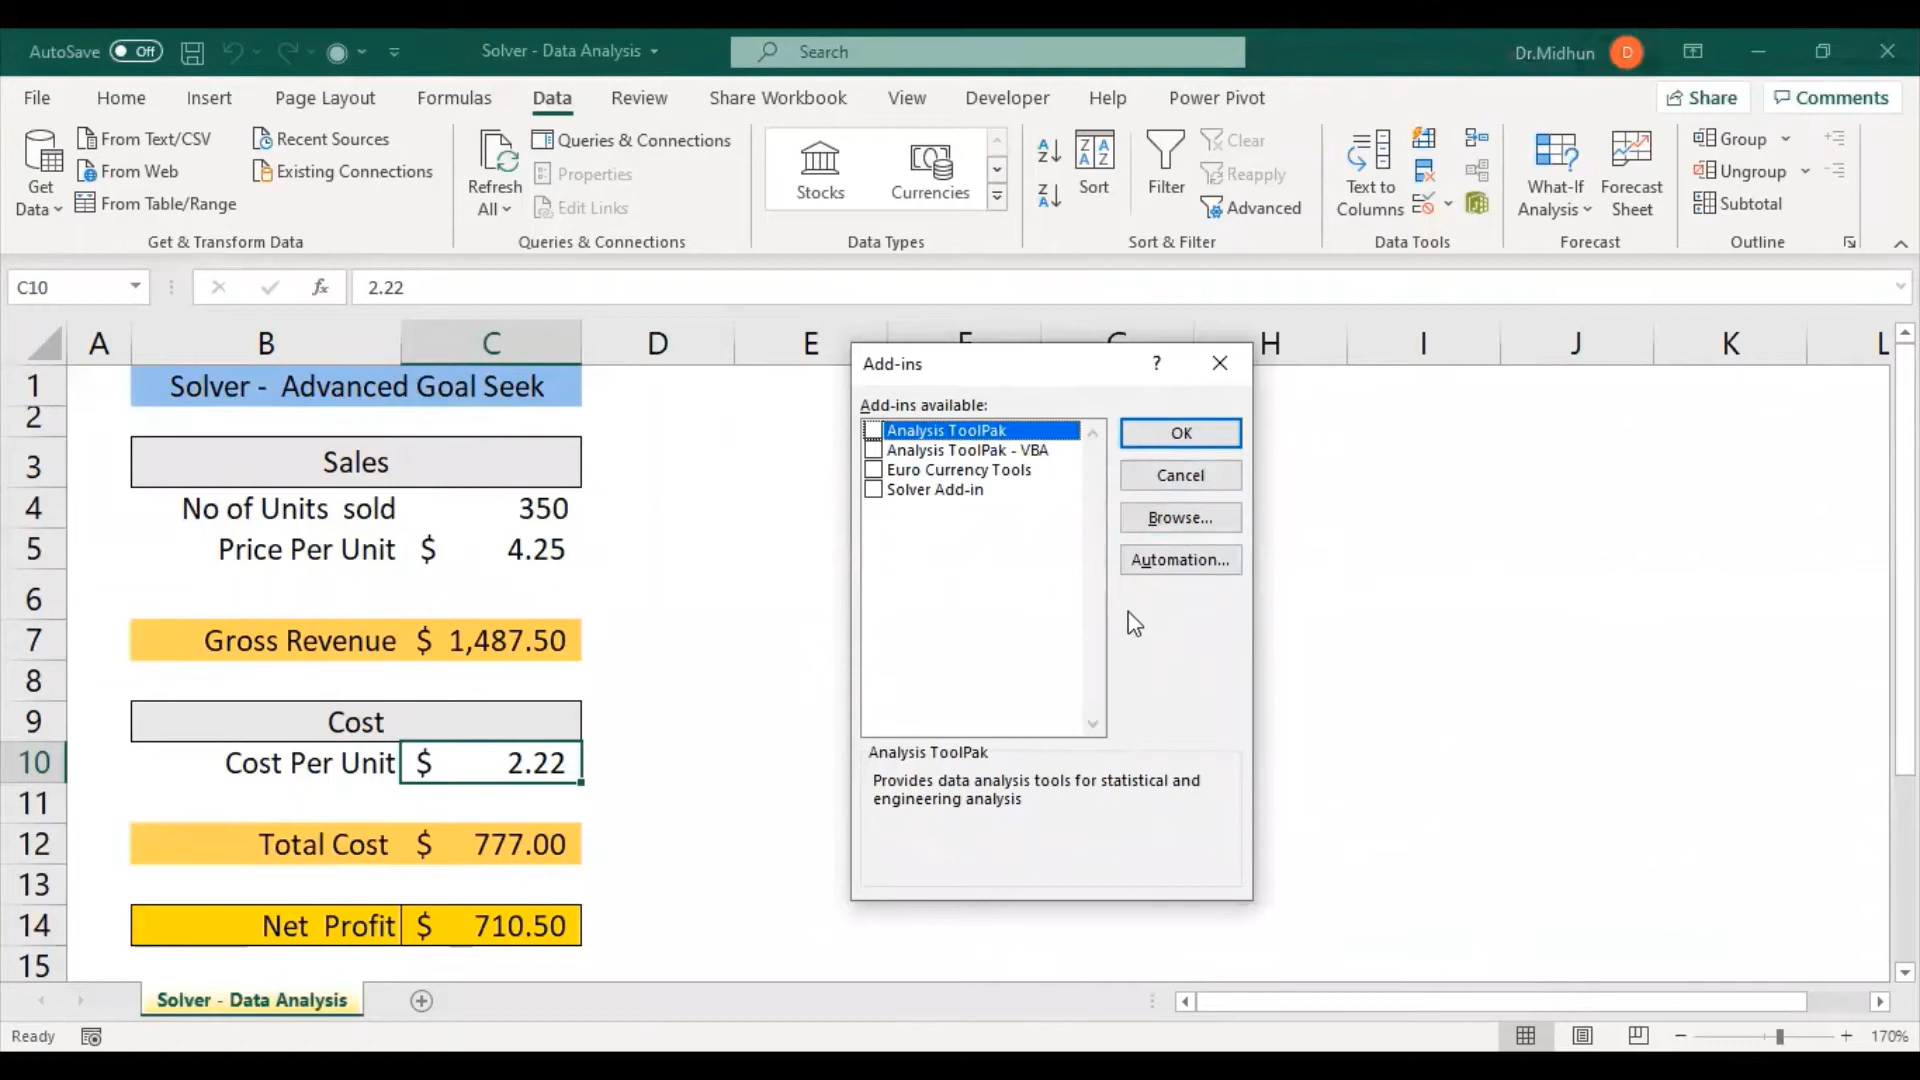 AutoSave Off Solver - Data Analysis Search Dr.Midhun D
File Home Insert Page Layout Formulas Data Review Share Workbook View Developer Help Power Pivot Share Comments
Get Data
From Text/CSV
From Web
From Table/Range
Recent Sources
Existing Connections
Get & Transform Data
Refresh All
Queries & Connections
Properties
Edit Links
Queries & Connections
Stocks
Currencies
Data Types
Sort
Filter
Clear
Reapply
Advanced
Sort & Filter
Text to Columns
Data Tools
What-If Analysis
Forecast Sheet
Forecast
Group
Ungroup
Subtotal
Outline
C10 fx 2.22
A B C D E F G H I J K L
1 Solver - Advanced Goal Seek
2
3 Sales
4 No of Units sold 350
5 Price Per Unit $ 4.25
6
7 Gross Revenue $ 1,487.50
8
9 Cost
10 Cost Per Unit $ 2.22
11
12 Total Cost $ 777.00
13
14 Net Profit $ 710.50
15
Add-ins ?
Add-ins available:
Analysis ToolPak
Analysis ToolPak - VBA
Euro Currency Tools
Solver Add-in
OK
Cancel
Browse...
Automation...
Analysis ToolPak
Provides data analysis tools for statistical and
engineering analysis
Solver - Data Analysis
Ready 170%